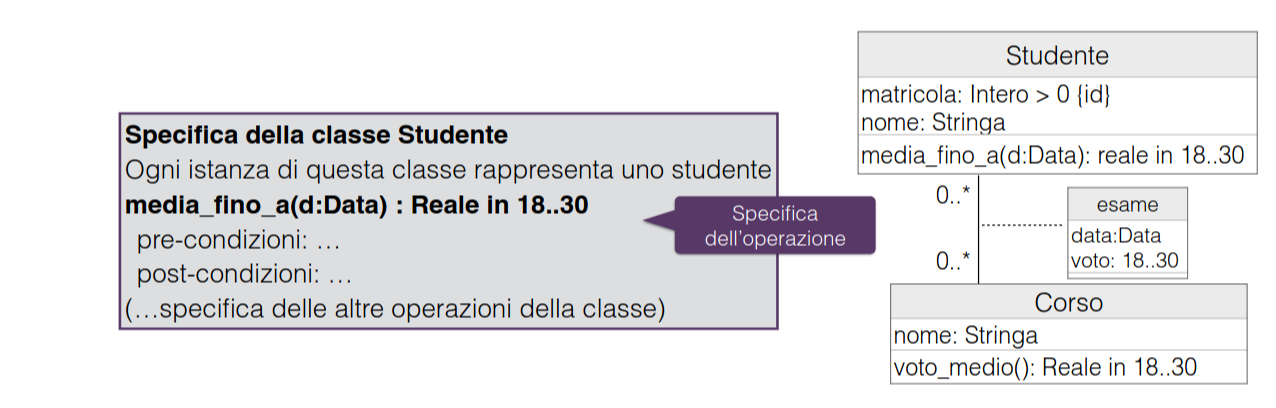 Specifica della classe Studente
Ogni istanza di questa classe rappresenta uno studente
media_fino_a(d:Data) : Reale in 18..30
pre-condizioni: …
post-condizioni: …
(…specifica delle altre operazioni della classe)
Specifica
dell'operazione
Studente
matricola: Intero > 0 {id}
nome: Stringa
media_fino_a(d:Data): reale in 18..30
0..*
esame
data:Data
voto: 18..30
0..*
Corso
nome: Stringa
voto_medio(): Reale in 18..30